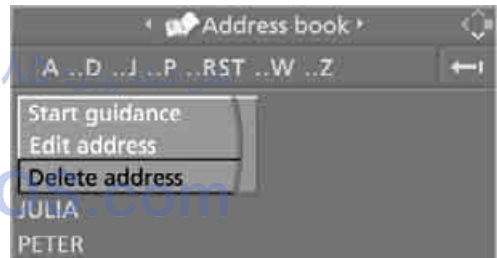 Address book
A ..D ..J ..P ..RST ..W ..Z
Start guidance
Edit address
Delete address
JULIA
PETER